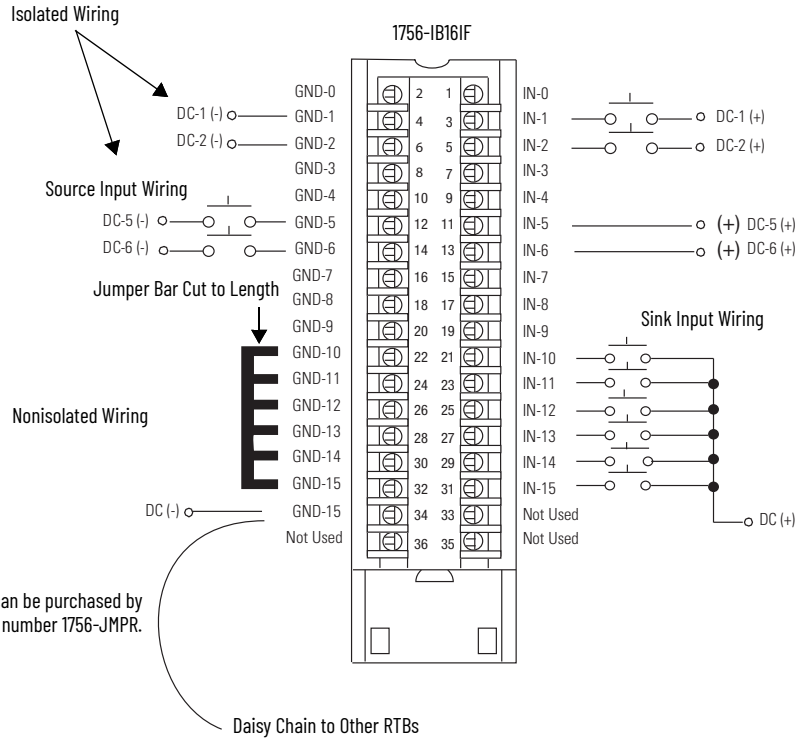 Isolated Wiring
1756-IB16IF
GND-0 2 1 IN-0
DC-1 (-) GND-1 4 3 IN-1 DC-1 (+)
DC-2 (-) GND-2 6 5 IN-2 DC-2 (+)
GND-3 8 7 IN-3
Source Input Wiring
GND-4 10 9 IN-4
DC-5 (-) GND-5 12 11 IN-5 (+) DC-5 (+)
DC-6 (-) GND-6 14 13 IN-6 (+) DC-6 (+)
GND-7 16 15 IN-7
Jumper Bar Cut to Length
GND-8 18 17 IN-8
GND-9 20 19 IN-9
Sink Input Wiring
GND-10 22 21 IN-10
GND-11 24 23 IN-11
GND-12 26 25 IN-12
Nonisolated Wiring
GND-13 28 27 IN-13
GND-14 30 29 IN-14
GND-15 32 31 IN-15
DC (-) GND-15 34 33 Not Used DC (+)
Not Used 36 35 Not Used
an be purchased by
number 1756-JMPR.
Daisy Chain to Other RTBs